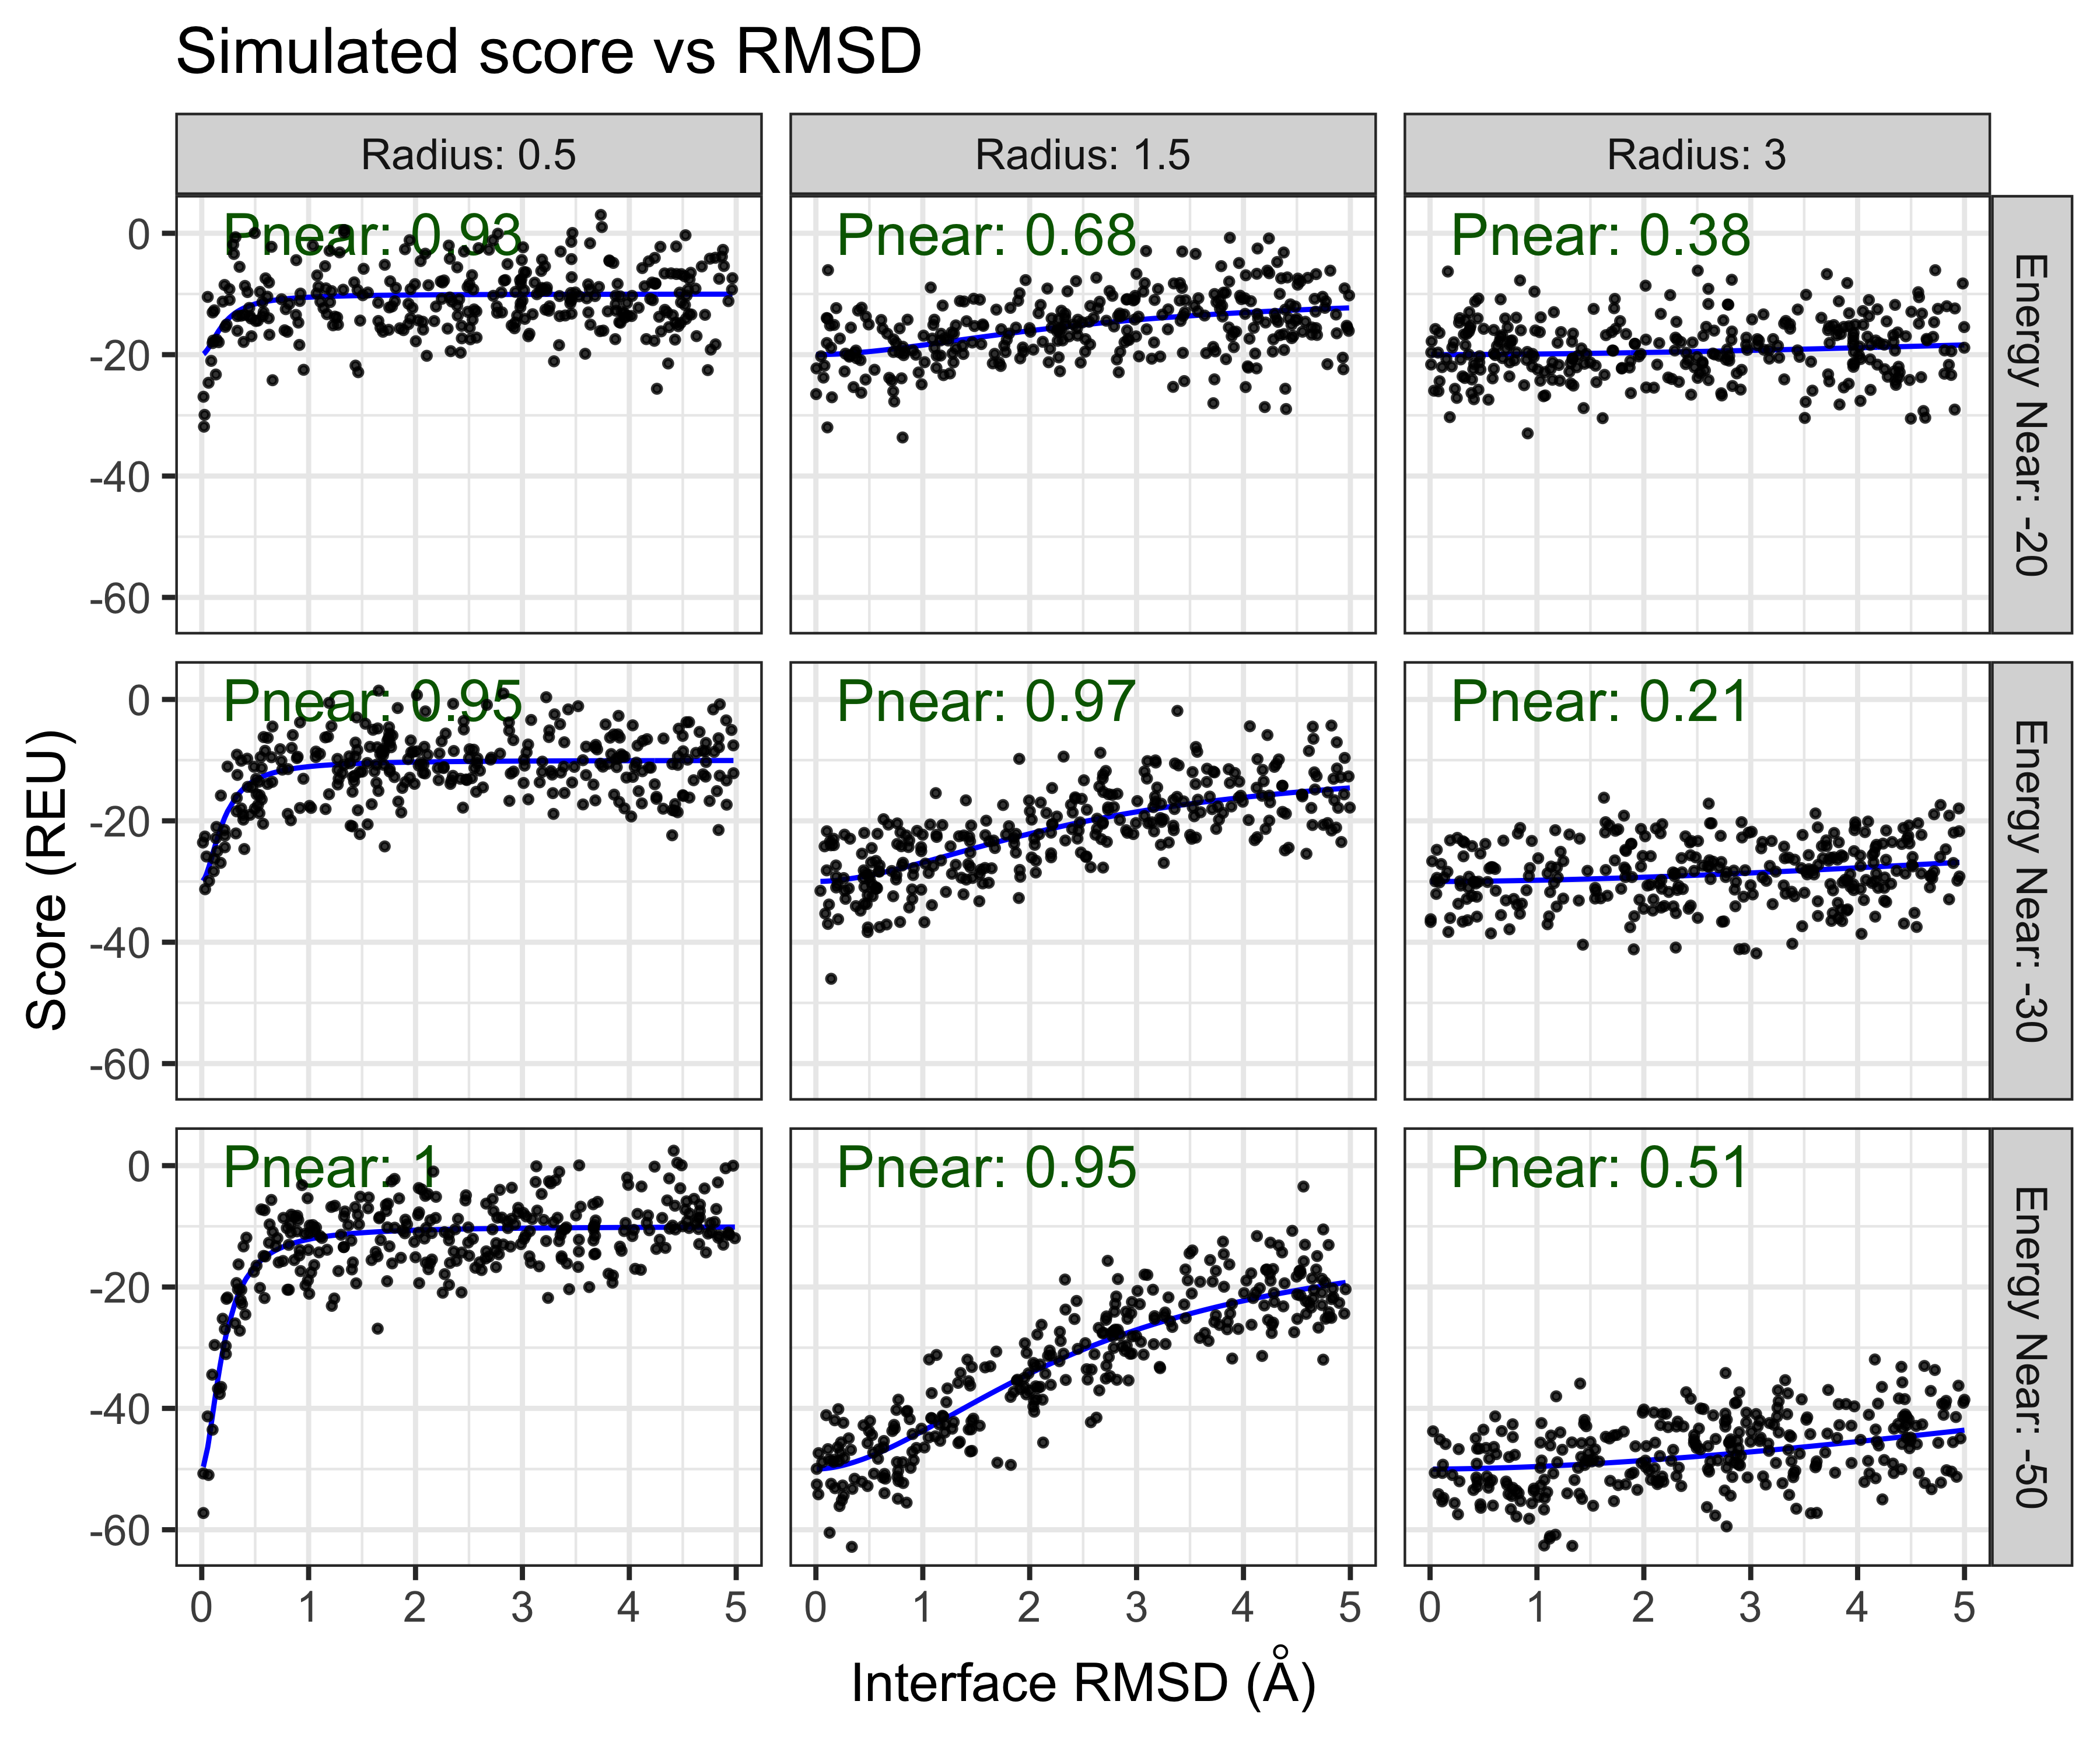 Simulated score vs RMSD
Radius: 0.5
Radius: 1.5
Radius: 3
Pnear: 0.93
Pnear: 0.68
Pnear: 0.38
0
-20
-40
-60
Energy Near: -20
Pnear: 0.95
Pnear: 0.97
Pnear: 0.21
0
-20
-40
-60
Energy Near: -30
Pnear: 1
Pnear: 0.95
Pnear: 0.51
0
-20
-40
-60
Energy Near: -50
Score (REU)
0 1 2 3 4 5
0 1 2 3 4 5
0 1 2 3 4 5
Interface RMSD (Å)